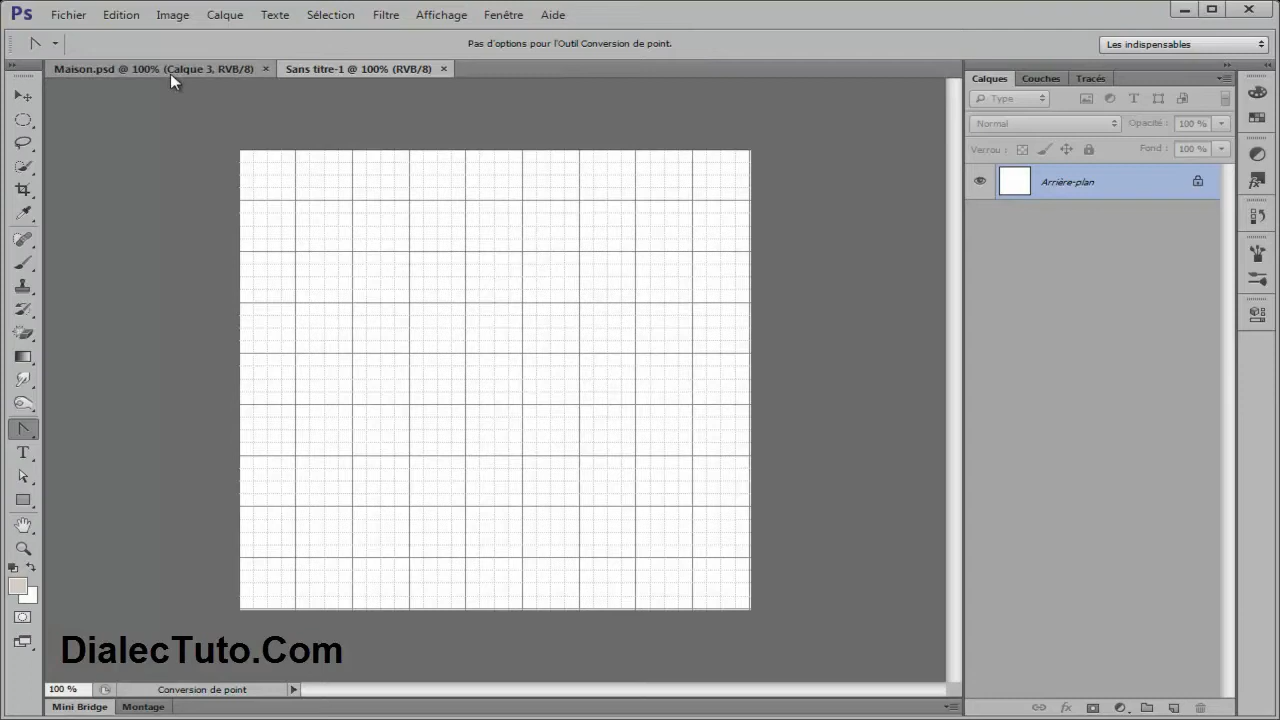 Ps Fichier Edition Image Calque Texte Sélection Filtre Affichage Fenêtre Aide
Pas d'options pour l'Outil Conversion de point.
Les indispensables
Maison.psd @ 100% (Calque 3, RVB/8) × Sans titre-1 @ 100% (RVB/8) ×
Calques Couches Tracés
Type
Normal Opacité : 100 %
Verrou : Fond : 100 %
Arrière-plan
DialecTuto.Com
100 % Conversion de point
Mini Bridge Montage